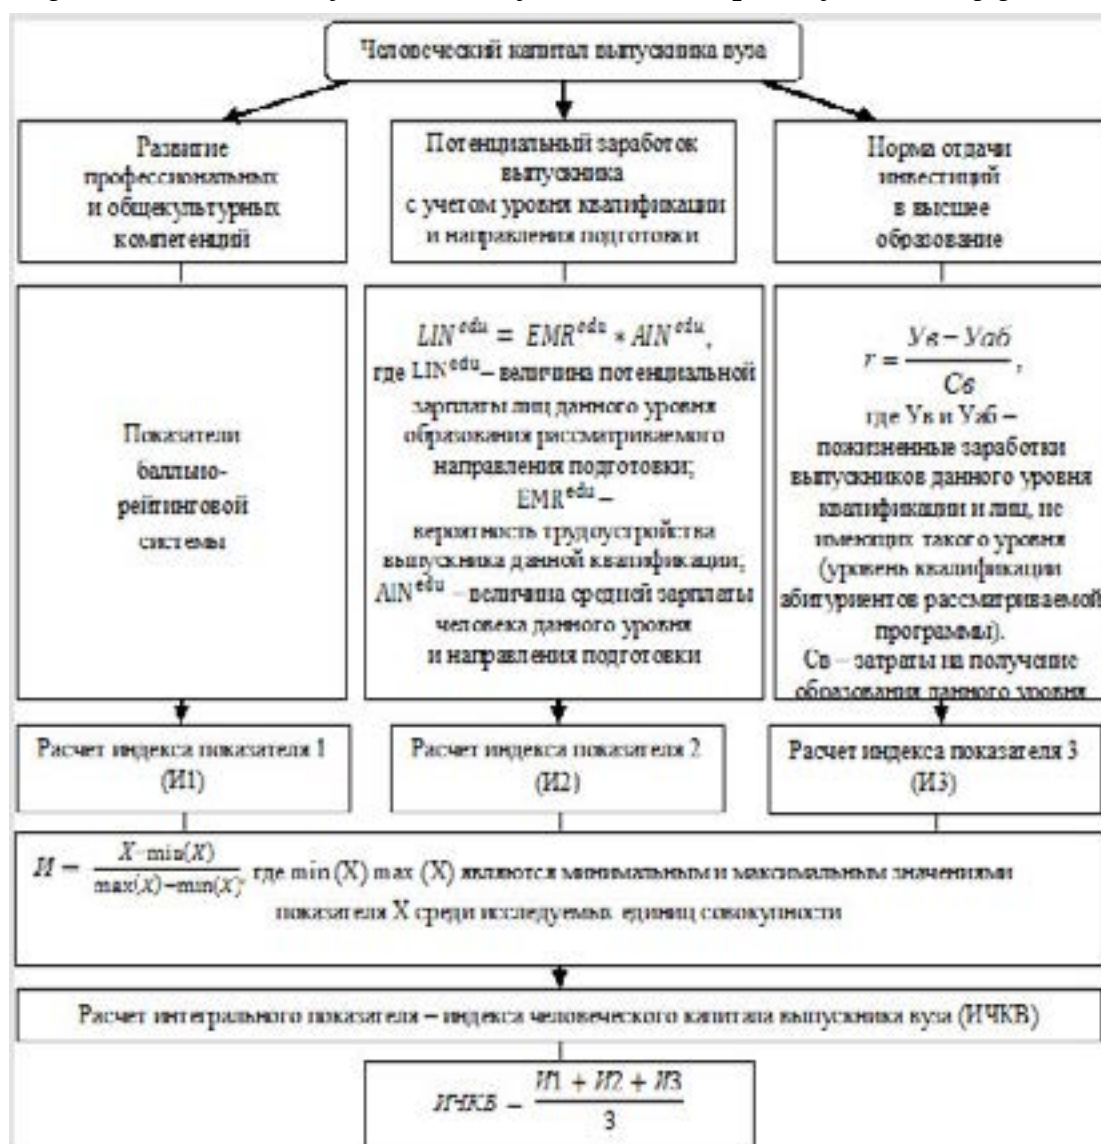 Человеческий капитал выпускника вуза
Развитие
профессиональных
и общекультурных
компетенций
Потенциальный заработок
выпускника
с учетом уровня квалификации
и направления подготовки
Норма отдачи
инвестиций
в высшее
образование
Показатели
балльно-
рейтинговой
системы
LIN^edu = EMR^edu * AIN^edu,
где LIN^edu – величина потенциальной
зарплаты лиц данного уровня
образования рассматриваемого
направления подготовки;
EMR^edu –
вероятность трудоустройства
выпускника данной квалификации;
AIN^edu – величина средней зарплаты
человека данного уровня
и направления подготовки
r = (Ув – Уаб) / Св,
где Ув и Уаб –
пожизненные заработки
выпускников данного уровня
квалификации и лиц, не
имеющих такого уровня
(уровень квалификации
абитуриентов рассматриваемой
программы).
Св – затраты на получение
образования данного уровня
Расчет индекса показателя 1
(И1)
Расчет индекса показателя 2
(И2)
Расчет индекса показателя 3
(И3)
И = (X–min(X)) / (max(X)–min(X)), где min (X) max (X) являются минимальным и максимальным значениями
показателя X среди исследуемых единиц совокупности
Расчет интегрального показателя – индекса человеческого капитала выпускника вуза (ИЧКВ)
ИЧКВ = (И1 + И2 + И3) / 3